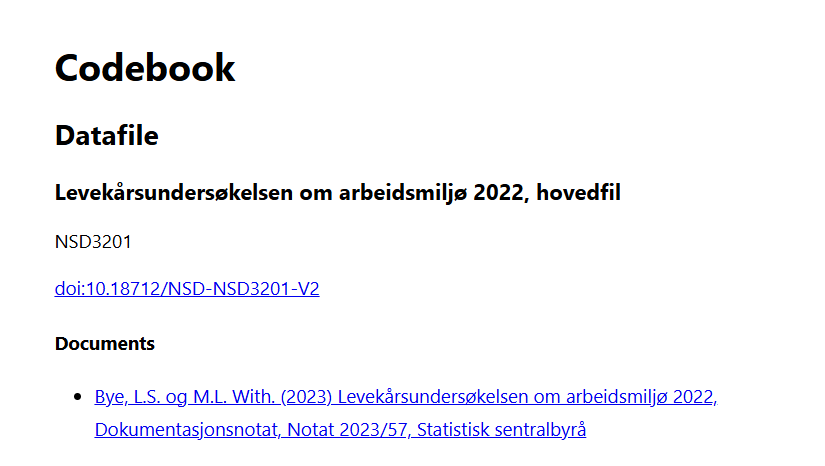 Codebook
Datafile
Levekårsundersøkelsen om arbeidsmiljø 2022, hovedfil
NSD3201
doi:10.18712/NSD-NSD3201-V2
Documents
Bye, L.S. og M.L. With. (2023) Levekårsundersøkelsen om arbeidsmiljø 2022,
Dokumentasjonsnotat, Notat 2023/57, Statistisk sentralbyrå